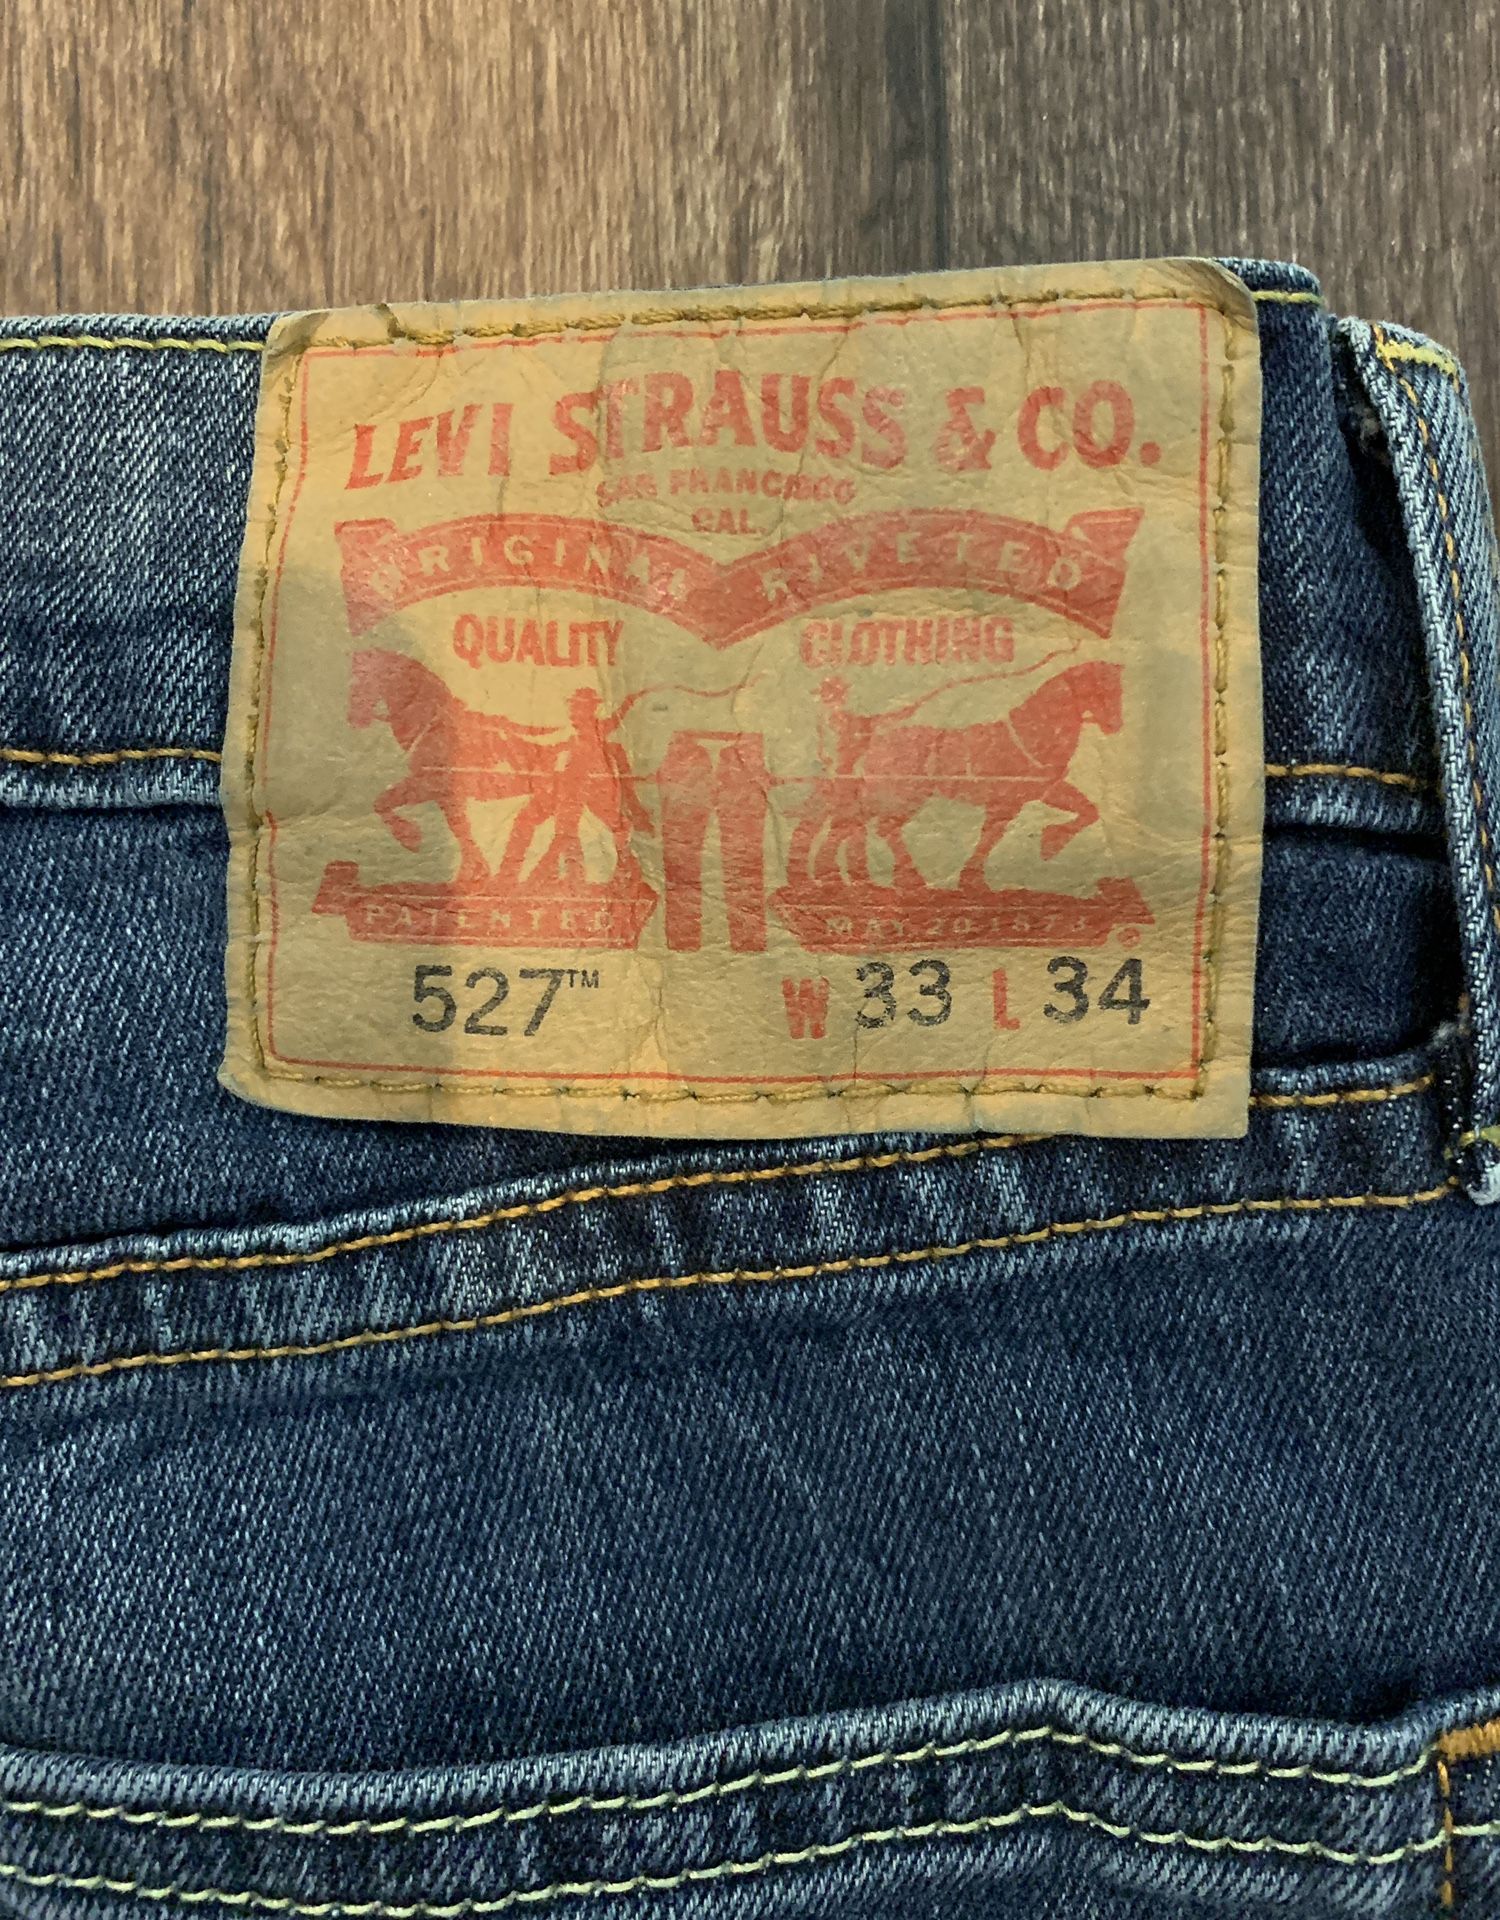 LEVI STRAUSS & CO.
SAN FRANCISCO
CAL.
ORIGINAL RIVETED
QUALITY CLOTHING
PATENTED MAY 20 1873 ®
527™ W 33 L 34